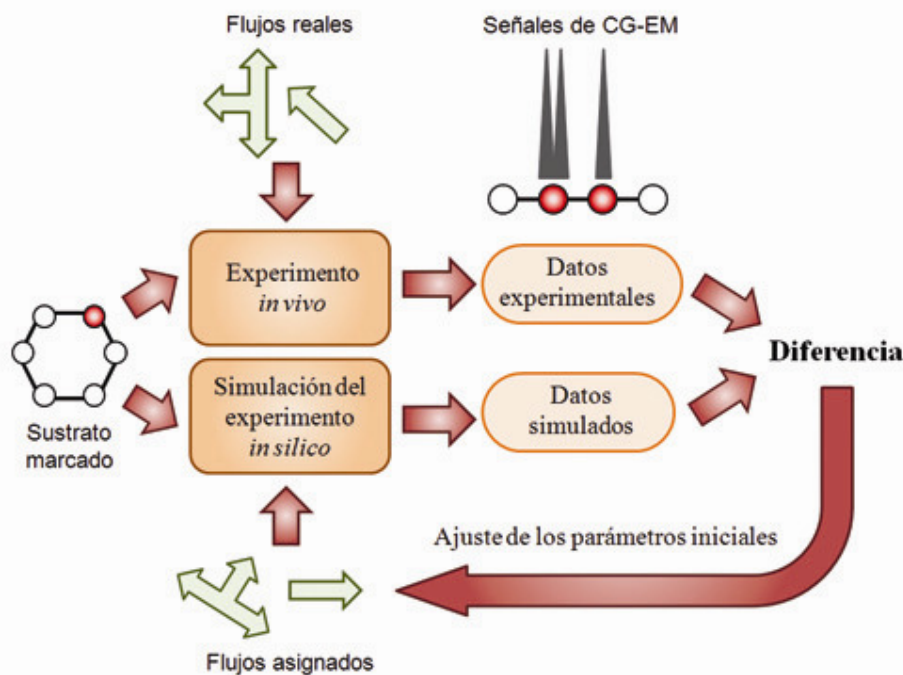 Flujos reales
Señales de CG-EM
Experimento
in vivo
Datos
experimentales
Diferencia
Sustrato
marcado
Simulación del
experimento
in silico
Datos
simulados
Ajuste de los parámetros iniciales
Flujos asignados